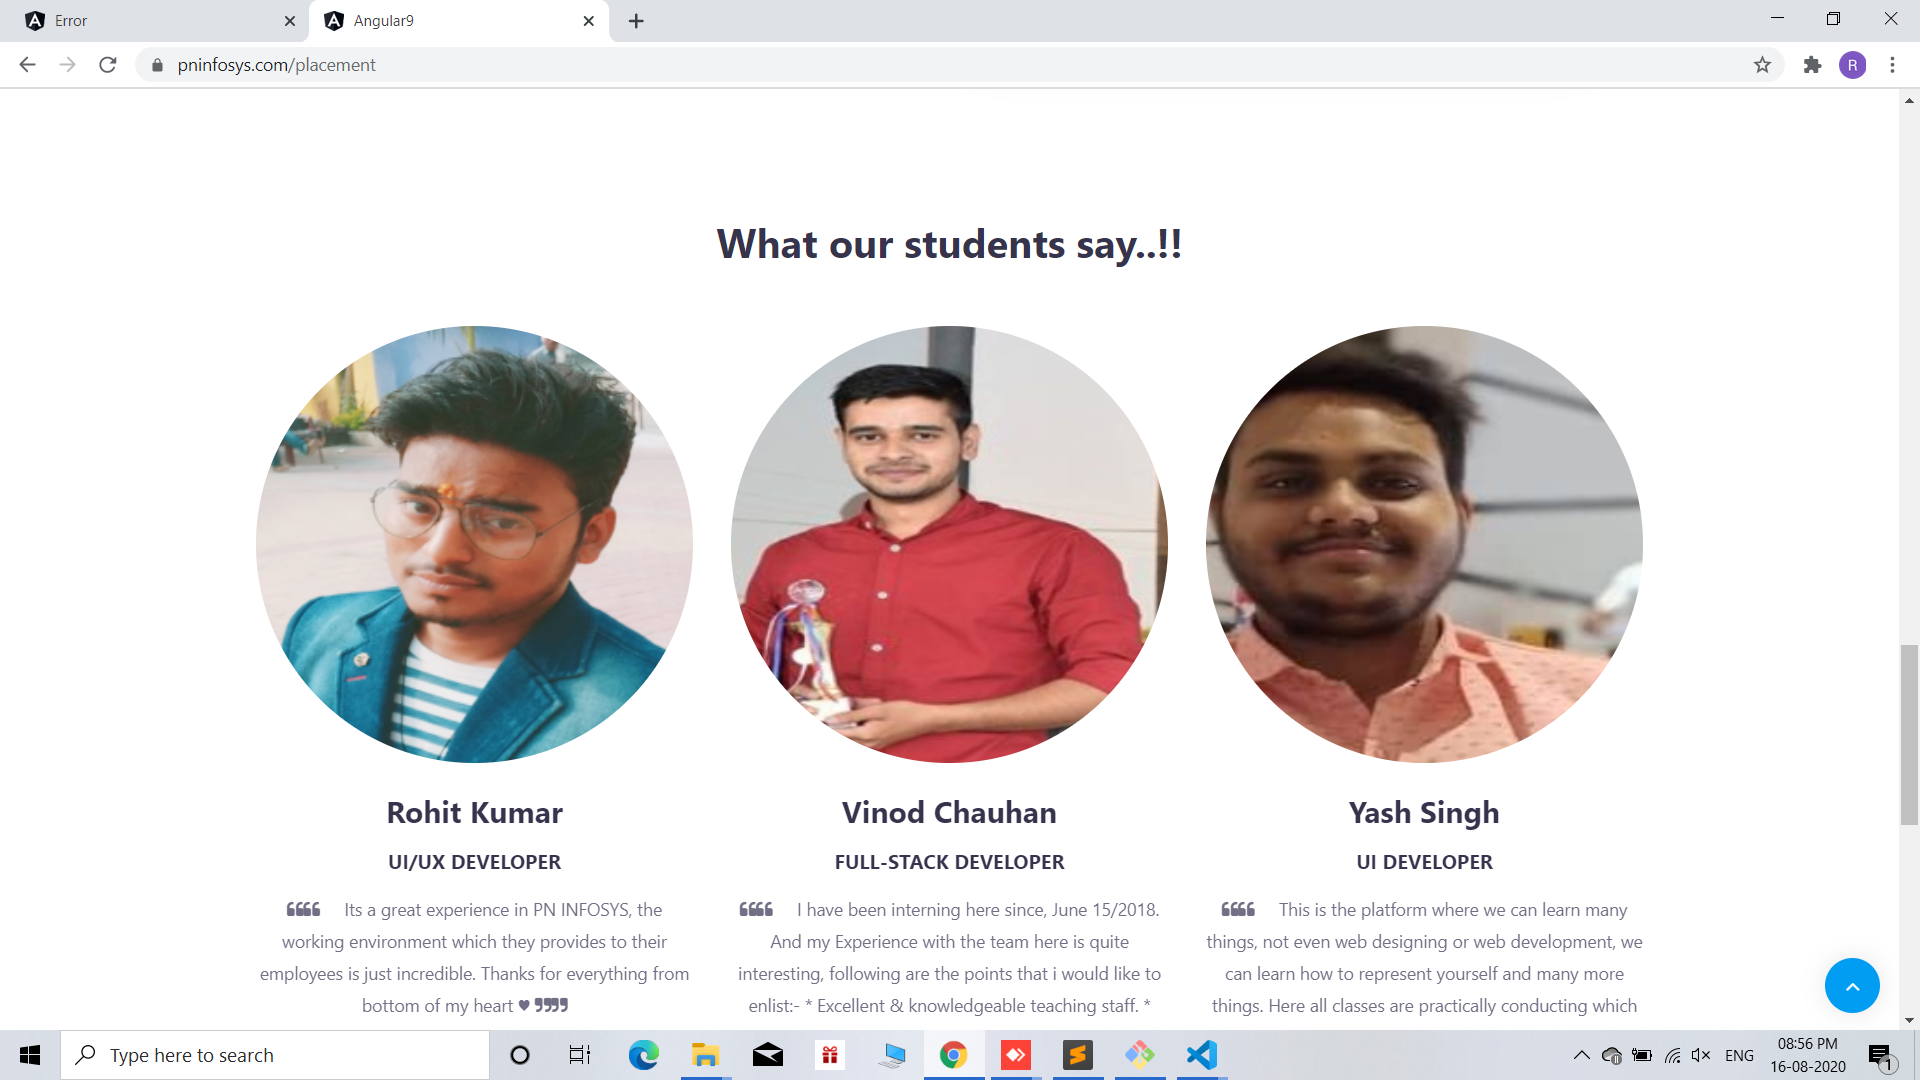 Error
Angular9
pninfosys.com/placement
R
What our students say..!!
Rohit Kumar
UI/UX DEVELOPER
Its a great experience in PN INFOSYS, the
working environment which they provides to their
employees is just incredible. Thanks for everything from
bottom of my heart ♥
Vinod Chauhan
FULL-STACK DEVELOPER
I have been interning here since, June 15/2018.
And my Experience with the team here is quite
interesting, following are the points that i would like to
enlist:- * Excellent & knowledgeable teaching staff. *
Yash Singh
UI DEVELOPER
This is the platform where we can learn many
things, not even web designing or web development, we
can learn how to represent yourself and many more
things. Here all classes are practically conducting which
Type here to search
ENG
08:56 PM
16-08-2020
1